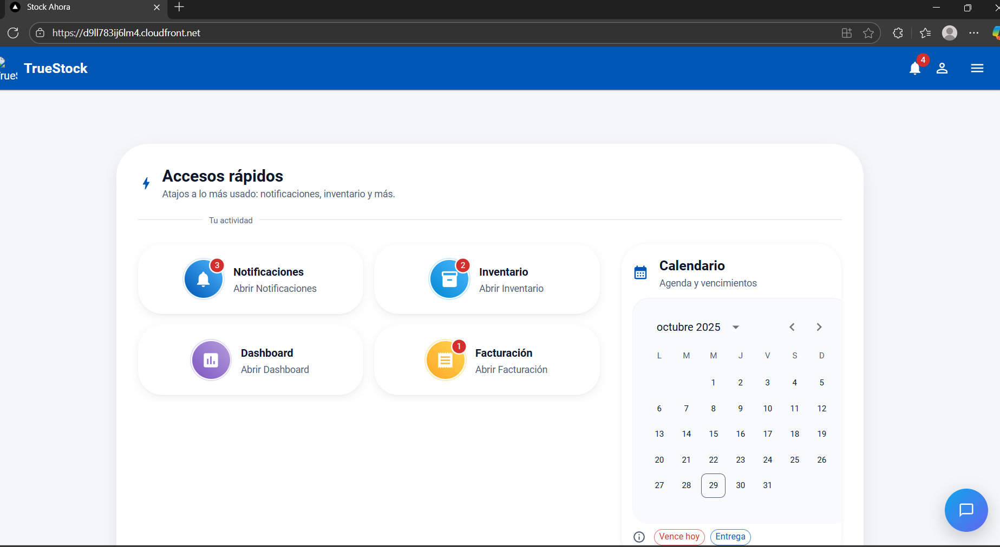 Stock Ahora
https://d9ll783ij6lm4.cloudfront.net
TrueStock
4
Accesos rápidos
Atajos a lo más usado: notificaciones, inventario y más.
Tu actividad
3
Notificaciones
Abrir Notificaciones
2
Inventario
Abrir Inventario
Dashboard
Abrir Dashboard
1
Facturación
Abrir Facturación
Calendario
Agenda y vencimientos
octubre 2025
L M M J V S D
1 2 3 4 5
6 7 8 9 10 11 12
13 14 15 16 17 18 19
20 21 22 23 24 25 26
27 28 29 30 31
Vence hoy Entrega